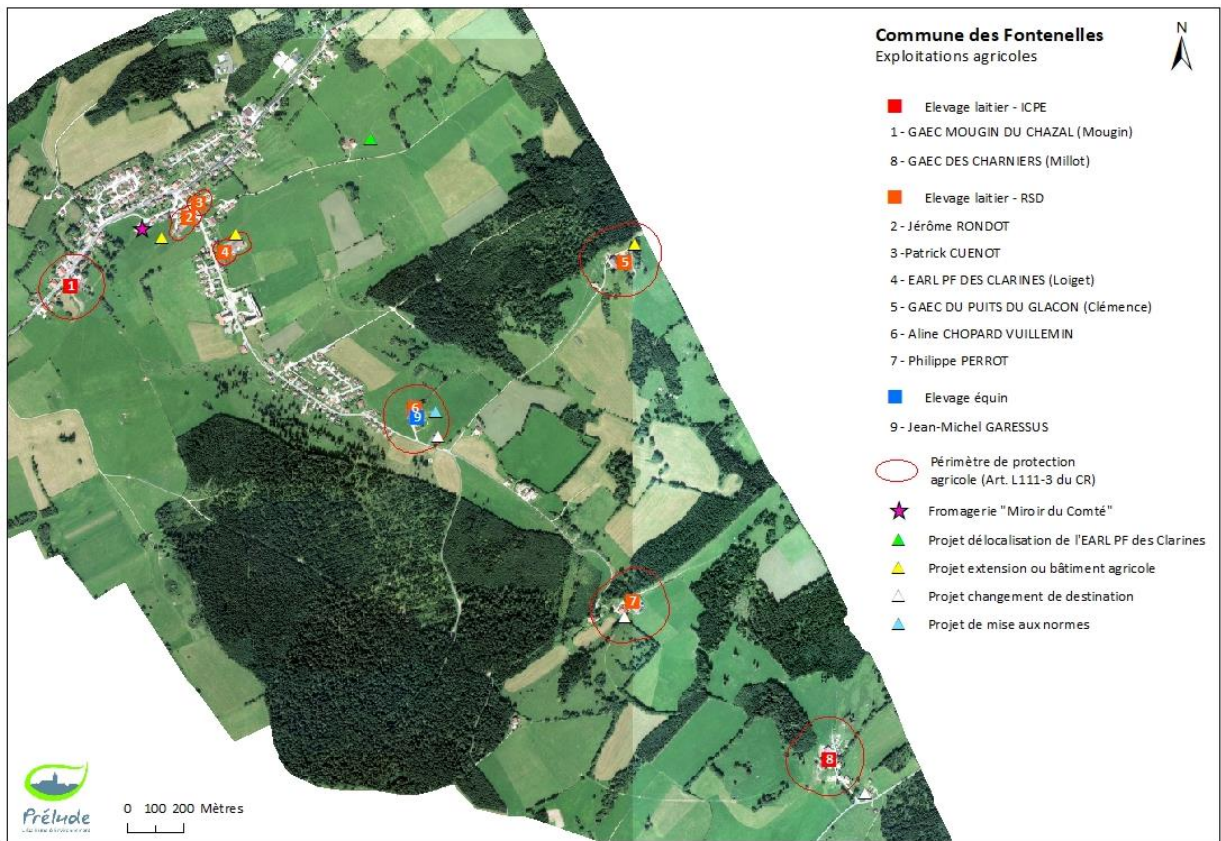 Commune des Fontenelles
Exploitations agricoles
N
Elevage laitier - ICPE
1 - GAEC MOUGIN DU CHAZAL (Mougin)
8 - GAEC DES CHARNIERS (Millot)
Elevage laitier - RSD
2 - Jérôme RONDOT
3 -Patrick CUENOT
4 - EARL PF DES CLARINES (Loiget)
5 - GAEC DU PUITS DU GLACON (Clémence)
6 - Aline CHOPARD VUILLEMIN
7 - Philippe PERROT
Elevage équin
9 - Jean-Michel GARESSUS
Périmètre de protection
agricole (Art. L111-3 du CR)
Fromagerie "Miroir du Comté"
Projet délocalisation de l'EARL PF des Clarines
Projet extension ou bâtiment agricole
Projet changement de destination
Projet de mise aux normes
3
2
4
5
1
6
9
7
8
Prélude
0 100 200 Mètres